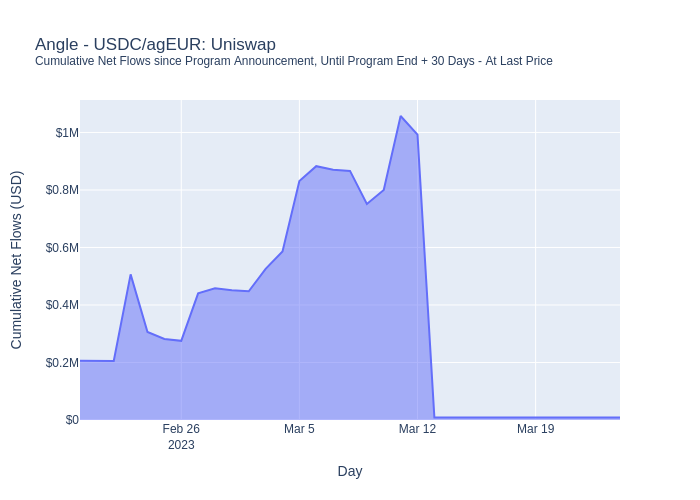 Angle - USDC/agEUR: Uniswap
Cumulative Net Flows since Program Announcement, Until Program End + 30 Days - At Last Price
Cumulative Net Flows (USD)
$1M
$0.8M
$0.6M
$0.4M
$0.2M
$0
Feb 26
2023
Mar 5
Mar 12
Mar 19
Day